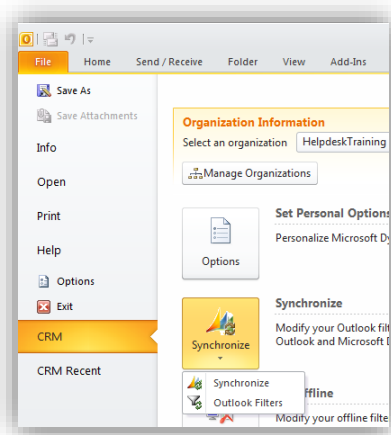 File Home Send / Receive Folder View Add-Ins
Save As
Save Attachments
Info
Open
Print
Help
Options
Exit
CRM
CRM Recent
Organization Information
Select an organization HelpdeskTraining
Manage Organizations
Options
Set Personal Options
Personalize Microsoft Dy
Synchronize
Synchronize
Modify your Outlook filt
Outlook and Microsoft D
Synchronize
Outlook Filters
ffline
Modify your offline filte